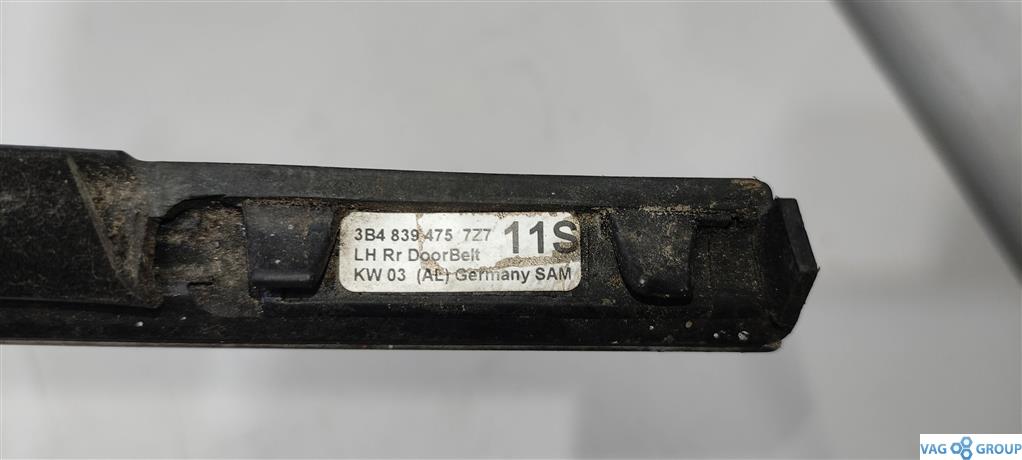 3B4 839 475 7Z7 11S
LH Rr DoorBelt
KW 03 (AL) Germany SAM
VAG GROUP